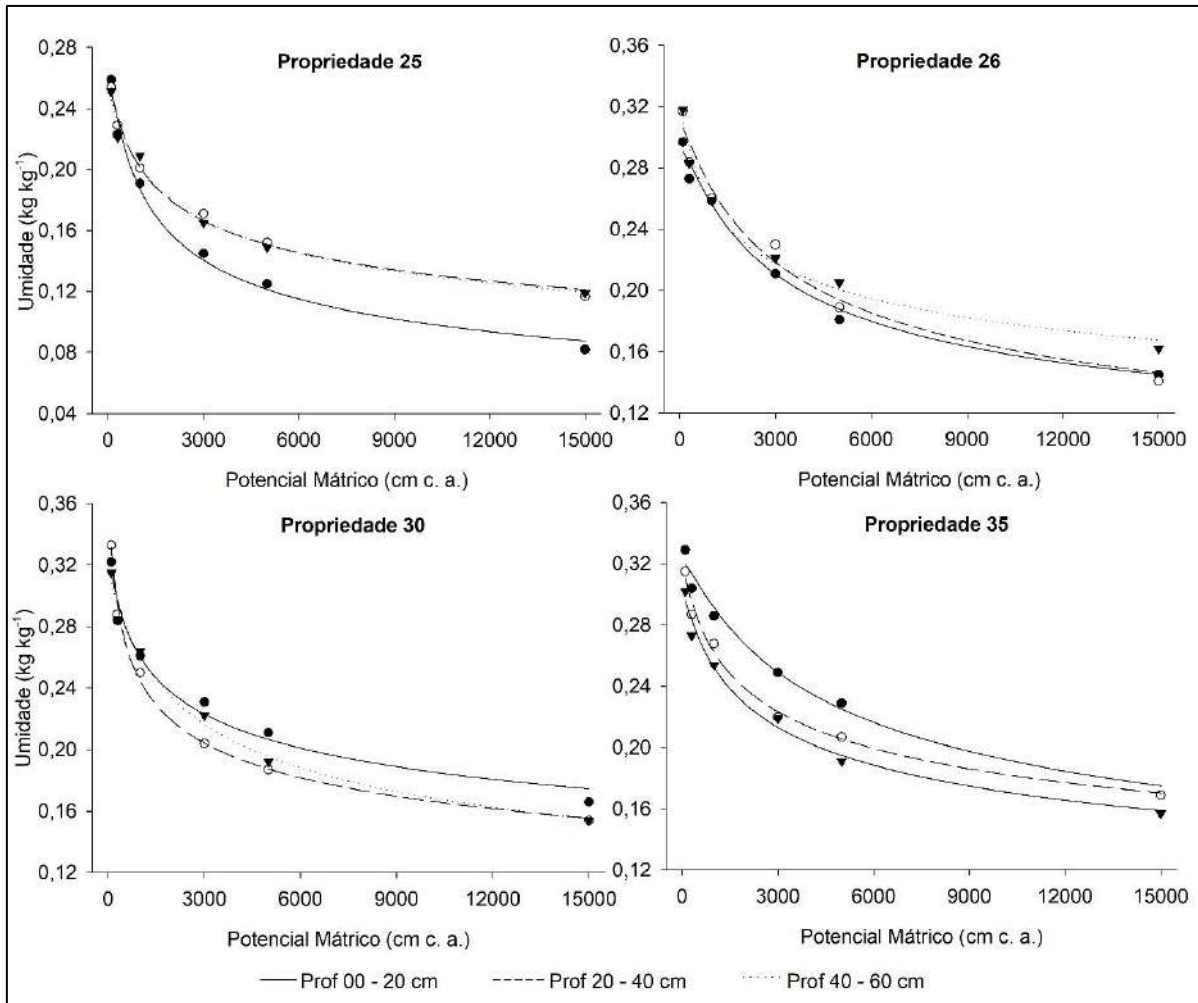 Propriedade 25
Umidade (kg kg⁻¹)
0,28
0,24
0,20
0,16
0,12
0,08
0,04
0 3000 6000 9000 12000 15000
Potencial Mátrico (cm c. a.)
Propriedade 26
0,36
0,32
0,28
0,24
0,20
0,16
0,12
0 3000 6000 9000 12000 15000
Potencial Mátrico (cm c. a.)
Propriedade 30
Umidade (kg kg⁻¹)
0,36
0,32
0,28
0,24
0,20
0,16
0,12
0 3000 6000 9000 12000 15000
Potencial Mátrico (cm c. a.)
Propriedade 35
0,36
0,32
0,28
0,24
0,20
0,16
0,12
0 3000 6000 9000 12000 15000
Potencial Mátrico (cm c. a.)
Prof 00 - 20 cm Prof 20 - 40 cm Prof 40 - 60 cm